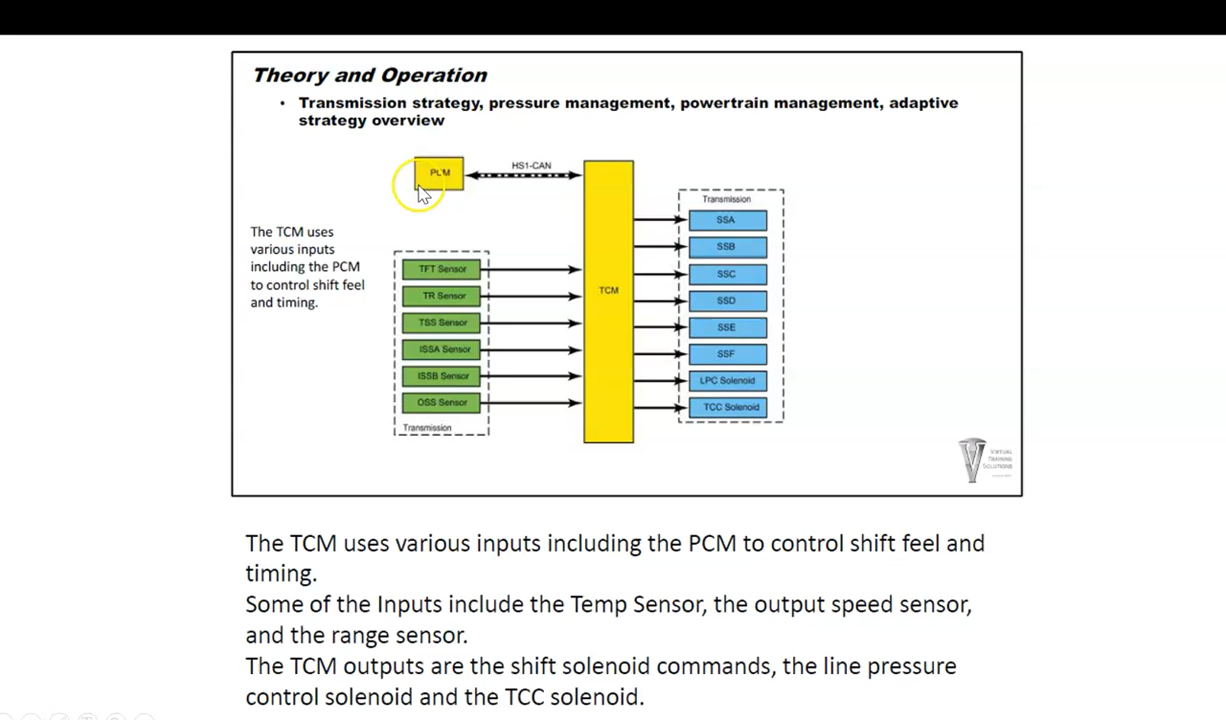 Theory and Operation
• Transmission strategy, pressure management, powertrain management, adaptive
strategy overview
PCM
HS1-CAN
The TCM uses
various inputs
including the PCM
to control shift feel
and timing.
TFT Sensor
TR Sensor
TSS Sensor
ISSA Sensor
ISSB Sensor
OSS Sensor
Transmission
TCM
Transmission
SSA
SSB
SSC
SSD
SSE
SSF
LPC Solenoid
TCC Solenoid
VIRTUAL
TRAINING
SOLUTIONS
The TCM uses various inputs including the PCM to control shift feel and
timing.
Some of the Inputs include the Temp Sensor, the output speed sensor,
and the range sensor.
The TCM outputs are the shift solenoid commands, the line pressure
control solenoid and the TCC solenoid.